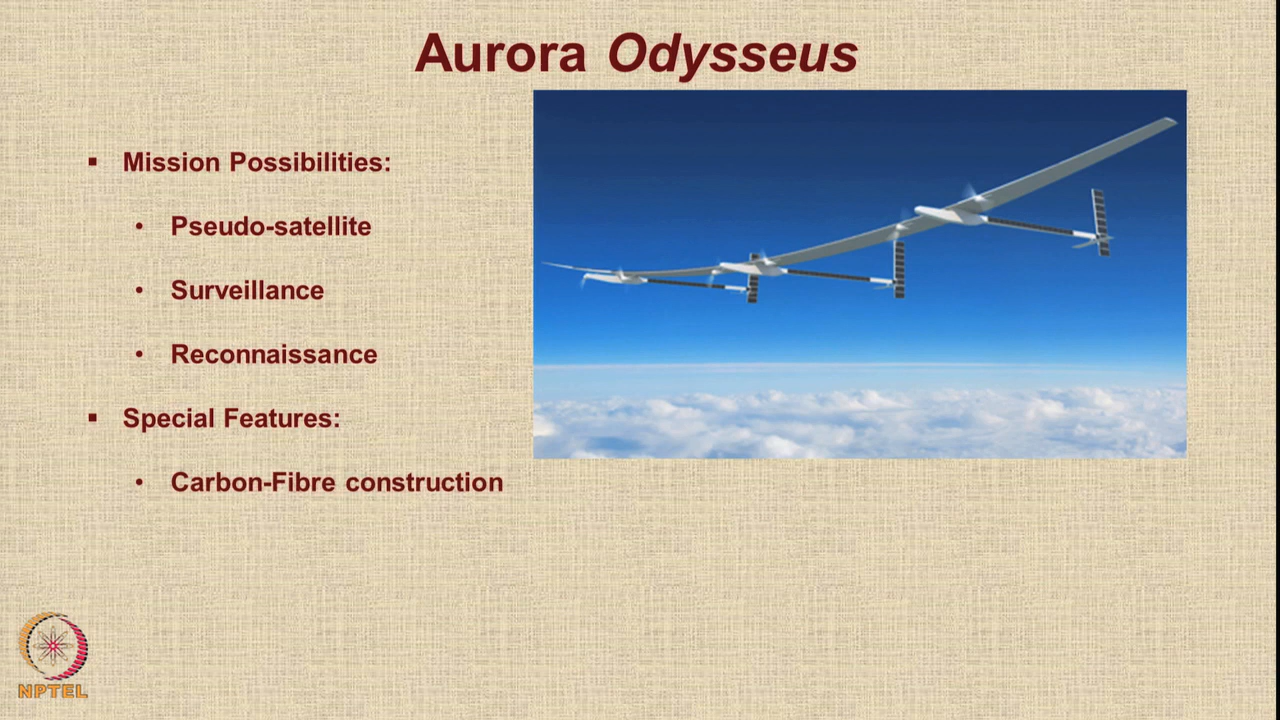 Aurora Odysseus
▪ Mission Possibilities:
• Pseudo-satellite
• Surveillance
• Reconnaissance
▪ Special Features:
• Carbon-Fibre construction
NPTEL